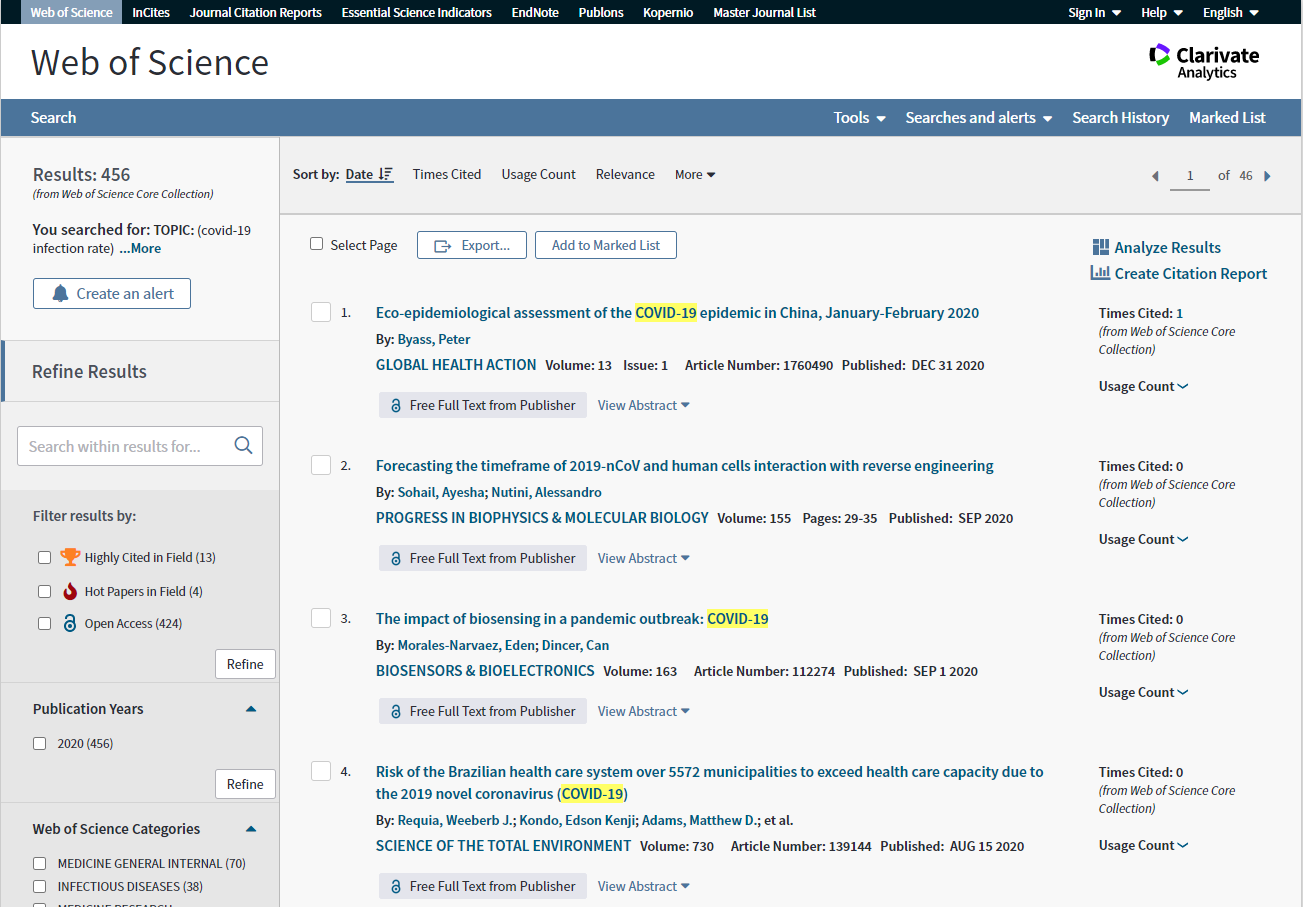 Web of Science InCites Journal Citation Reports Essential Science Indicators EndNote Publons Kopernio Master Journal List Sign In Help English
Web of Science
Clarivate
Analytics
Search Tools Searches and alerts Search History Marked List
Results: 456
(from Web of Science Core Collection)
You searched for: TOPIC: (covid-19
infection rate) ...More
Create an alert
Refine Results
Search within results for...
Filter results by:
Highly Cited in Field (13)
Hot Papers in Field (4)
Open Access (424)
Refine
Publication Years
2020 (456)
Refine
Web of Science Categories
MEDICINE GENERAL INTERNAL (70)
INFECTIOUS DISEASES (38)
MEDICINE RESEARCH
Sort by: Date Times Cited Usage Count Relevance More
1 of 46
Select Page Export... Add to Marked List
Analyze Results
Create Citation Report
1. Eco-epidemiological assessment of the COVID-19 epidemic in China, January-February 2020
By: Byass, Peter
GLOBAL HEALTH ACTION Volume: 13 Issue: 1 Article Number: 1760490 Published: DEC 31 2020
Free Full Text from Publisher View Abstract
Times Cited: 1
(from Web of Science Core
Collection)
Usage Count
2. Forecasting the timeframe of 2019-nCoV and human cells interaction with reverse engineering
By: Sohail, Ayesha; Nutini, Alessandro
PROGRESS IN BIOPHYSICS & MOLECULAR BIOLOGY Volume: 155 Pages: 29-35 Published: SEP 2020
Free Full Text from Publisher View Abstract
Times Cited: 0
(from Web of Science Core
Collection)
Usage Count
3. The impact of biosensing in a pandemic outbreak: COVID-19
By: Morales-Narvaez, Eden; Dincer, Can
BIOSENSORS & BIOELECTRONICS Volume: 163 Article Number: 112274 Published: SEP 1 2020
Free Full Text from Publisher View Abstract
Times Cited: 0
(from Web of Science Core
Collection)
Usage Count
4. Risk of the Brazilian health care system over 5572 municipalities to exceed health care capacity due to
the 2019 novel coronavirus (COVID-19)
By: Requia, Weeberb J.; Kondo, Edson Kenji; Adams, Matthew D.; et al.
SCIENCE OF THE TOTAL ENVIRONMENT Volume: 730 Article Number: 139144 Published: AUG 15 2020
Free Full Text from Publisher View Abstract
Times Cited: 0
(from Web of Science Core
Collection)
Usage Count